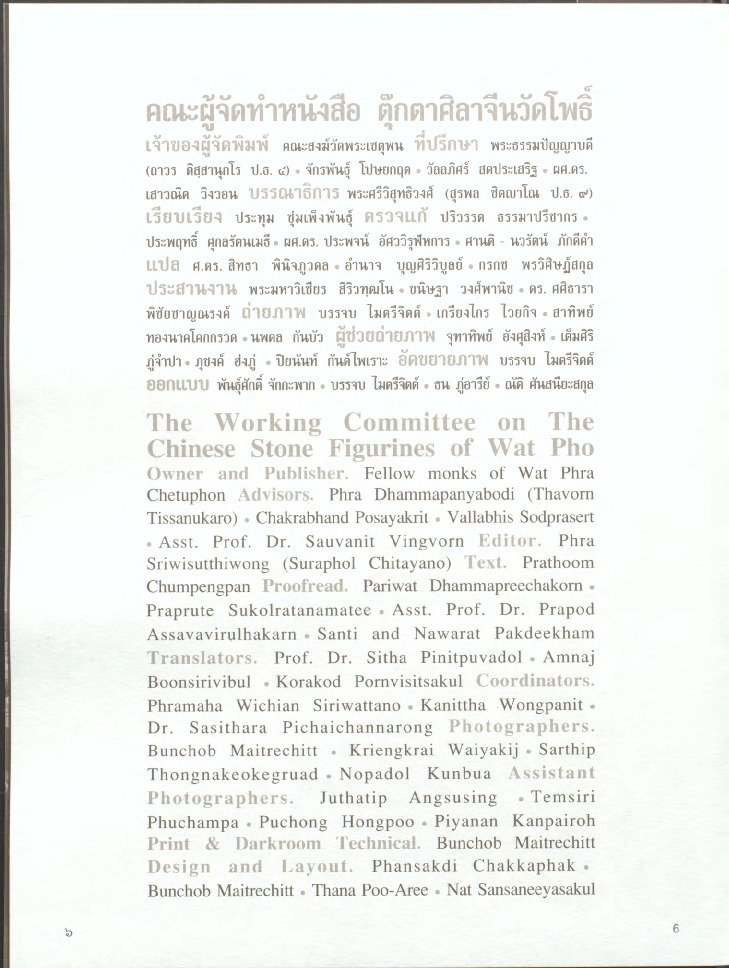 คณะผู้จัดทำหนังสือ ตุ๊กตาศิลาจีนวัดโพธิ์
เจ้าของผู้จัดพิมพ์ คณะสงฆ์วัดพระเชตุพน ที่ปรึกษา พระธรรมปัญญาบดี
(ถาวร ติสฺสานุกโร ป.ธ. ๔) • จักรพันธุ์ โปษยกฤต • วัลลภิศร์ สดประเสริฐ • ผศ.ดร.
เสาวณิต วิงวอน บรรณาธิการ พระศรีวิสุทธิวงศ์ (สุรพล ชิตญาโณ ป.ธ. ๙)
เรียบเรียง ประทุม ชุ่มเพ็งพันธุ์ ตรวจแก้ ปริวรรต ธรรมาปรีชากร •
ประพฤทธิ์ ศุกลรัตนเมธี • ผศ.ดร. ประพจน์ อัศววิรุฬหการ • ศานติ - นวรัตน์ ภักดีคำ
แปล ศ.ดร. สิทธา พินิจภูวดล • อำนาจ บุญศิริวิบูลย์ • กรกช พรวิศิษฎ์สกุล
ประสานงาน พระมหาวิเชียร สิริวฑฺฒโน • ขนิษฐา วงศ์พานิช • ดร. ศศิธารา
พิชัยชาญณรงค์ ถ่ายภาพ บรรจบ ไมตรีจิตต์ • เกรียงไกร ไวยกิจ • สาทิพย์
ทองนาคโคกกรวด • นพดล กันบัว ผู้ช่วยถ่ายภาพ จุฑาทิพย์ อังศุสิงห์ • เต็มศิริ
ภู่จำปา • ภุชงค์ ฮงภู่ • ปิยนันท์ กันต์ไพเราะ อัดขยายภาพ บรรจบ ไมตรีจิตต์
ออกแบบ พันธุ์ศักดิ์ จักกะพาก • บรรจบ ไมตรีจิตต์ • ธน ภู่อารีย์ • ณัติ ศันสนียะสกุล
The Working Committee on The
Chinese Stone Figurines of Wat Pho
Owner and Publisher. Fellow monks of Wat Phra
Chetuphon Advisors. Phra Dhammapanyabodi (Thavorn
Tissanukaro) • Chakrabhand Posayakrit • Vallabhis Sodprasert
• Asst. Prof. Dr. Sauvanit Vingvorn Editor. Phra
Sriwisutthiwong (Suraphol Chitayano) Text. Prathoom
Chumpengpan Proofread. Pariwat Dhammapreechakorn •
Praprute Sukolratanamatee • Asst. Prof. Dr. Prapod
Assavavirulhakarn • Santi and Nawarat Pakdeekham
Translators. Prof. Dr. Sitha Pinitpuvadol • Amnaj
Boonsirivibul • Korakod Pornvisitsakul Coordinators.
Phramaha Wichian Siriwattano • Kanittha Wongpanit •
Dr. Sasithara Pichaichannarong Photographers.
Bunchob Maitrechitt • Kriengkrai Waiyakij • Sarthip
Thongnakeokegruad • Nopadol Kunbua Assistant
Photographers. Juthatip Angsusing • Temsiri
Phuchampa • Puchong Hongpoo • Piyanan Kanpairoh
Print & Darkroom Technical. Bunchob Maitrechitt
Design and Layout. Phansakdi Chakkaphak •
Bunchob Maitrechitt • Thana Poo-Aree • Nat Sansaneeyasakul
๖
6